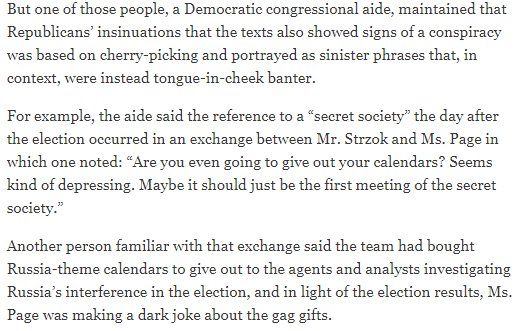 But one of those people, a Democratic congressional aide, maintained that
Republicans’ insinuations that the texts also showed signs of a conspiracy
was based on cherry-picking and portrayed as sinister phrases that, in
context, were instead tongue-in-cheek banter.
For example, the aide said the reference to a “secret society” the day after
the election occurred in an exchange between Mr. Strzok and Ms. Page in
which one noted: “Are you even going to give out your calendars? Seems
kind of depressing. Maybe it should just be the first meeting of the secret
society.”
Another person familiar with that exchange said the team had bought
Russia-theme calendars to give out to the agents and analysts investigating
Russia’s interference in the election, and in light of the election results, Ms.
Page was making a dark joke about the gag gifts.